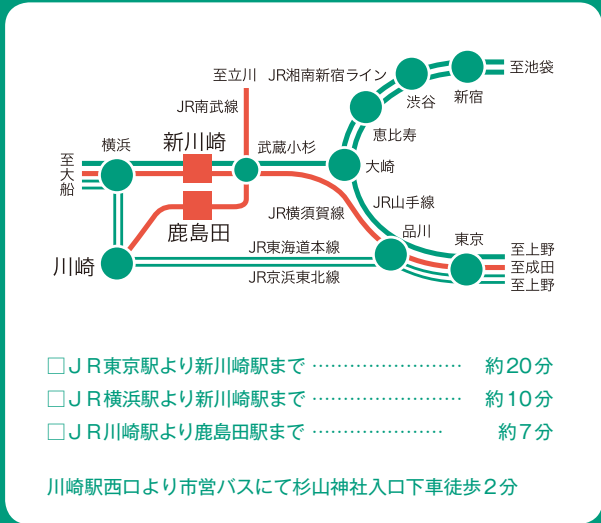 至立川
JR湘南新宿ライン
至池袋
渋谷
新宿
JR南武線
恵比寿
横浜
新川崎
武蔵小杉
至大船
大崎
JR山手線
JR横須賀線
鹿島田
品川
東京
JR東海道本線
至上野
川崎
至成田
JR京浜東北線
至上野
□JR東京駅より新川崎駅まで …………………… 約20分
□JR横浜駅より新川崎駅まで …………………… 約10分
□JR川崎駅より鹿島田駅まで ………………… 約7分
川崎駅西口より市営バスにて杉山神社入口下車徒歩2分